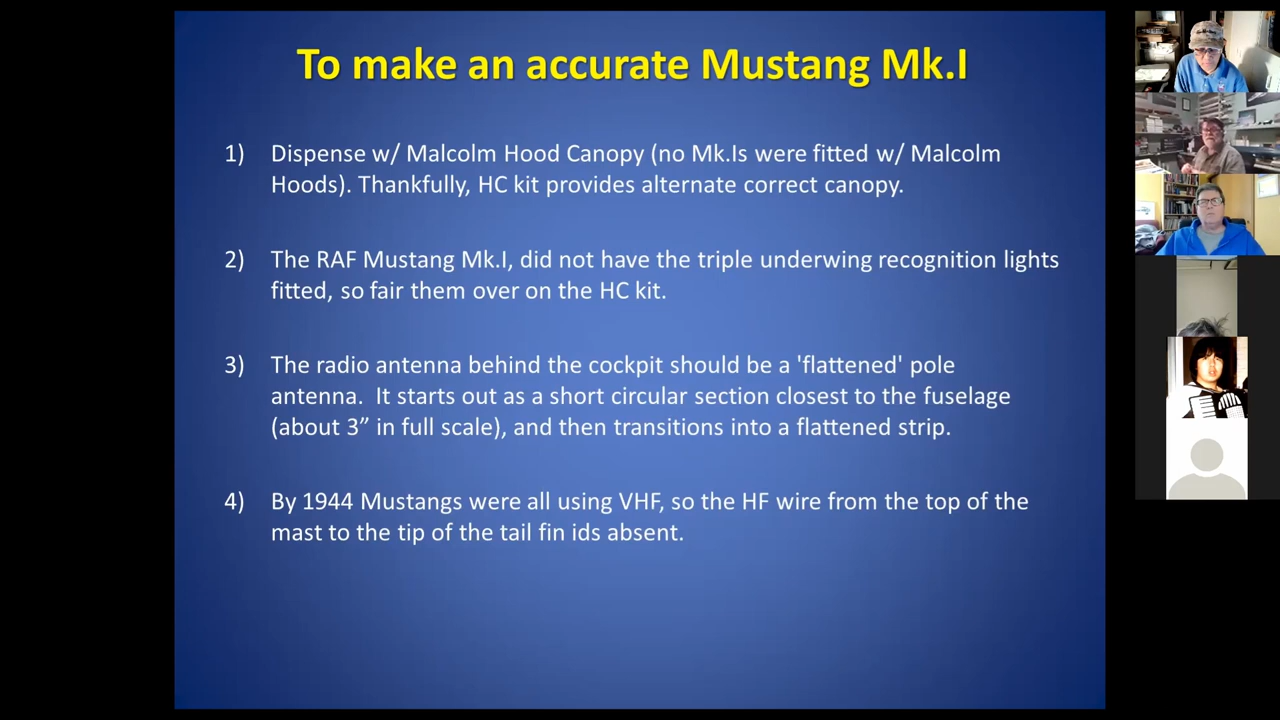 To make an accurate Mustang Mk.I
1) Dispense w/ Malcolm Hood Canopy (no Mk.Is were fitted w/ Malcolm
Hoods). Thankfully, HC kit provides alternate correct canopy.
2) The RAF Mustang Mk.I, did not have the triple underwing recognition lights
fitted, so fair them over on the HC kit.
3) The radio antenna behind the cockpit should be a 'flattened' pole
antenna.  It starts out as a short circular section closest to the fuselage
(about 3” in full scale), and then transitions into a flattened strip.
4) By 1944 Mustangs were all using VHF, so the HF wire from the top of the
mast to the tip of the tail fin ids absent.